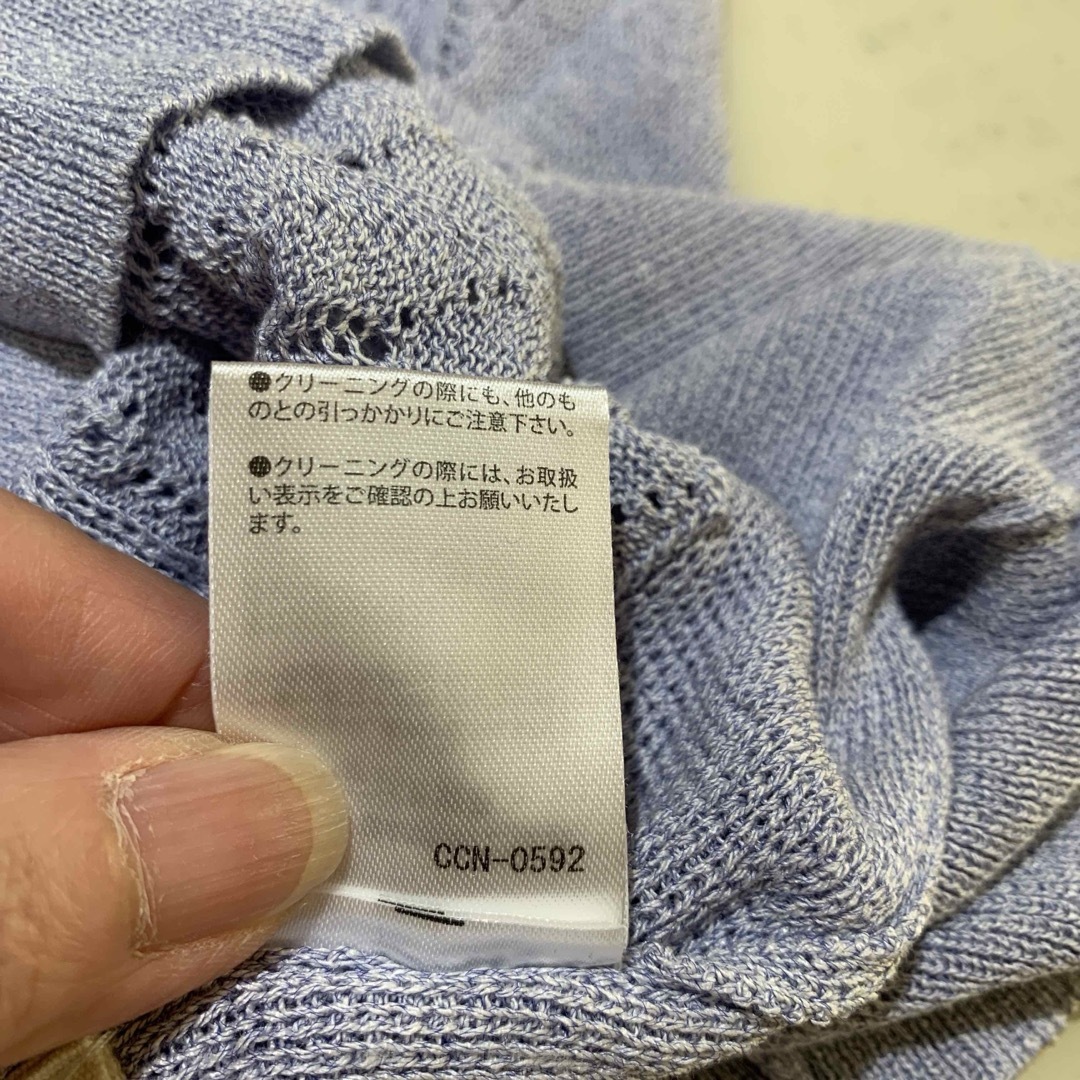 ●クリーニングの際にも、他のも
のとの引っかかりにご注意下さい。
●クリーニングの際には、お取扱
い表示をご確認の上お願いいたし
ます。
CCN-0592